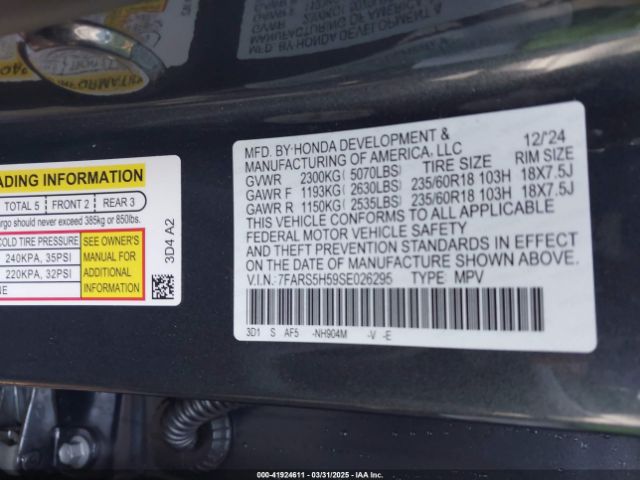 MFD. BY HONDA DEVELOPMENT & 12/'24
MANUFACTURING OF AMERICA, LLC
GVWR 2300KG (5070LBS) TIRE SIZE RIM SIZE
GAWR F 1193KG (2630LBS) 235/60R18 103H 18X7.5J
GAWR R 1150KG (2535LBS) 235/60R18 103H 18X7.5J
THIS VEHICLE CONFORMS TO ALL APPLICABLE
FEDERAL MOTOR VEHICLE SAFETY
AND THEFT PREVENTION STANDARDS IN EFFECT
ON THE DATE OF MANUFACTURE SHOWN ABOVE.
V.I.N. 7FARS5H59SE026295 TYPE MPV
3D1 S AF5 -NH904M -V -E
ADING INFORMATION
TOTAL 5 FRONT 2 REAR 3
argo should never exceed 385kg or 850lbs.
COLD TIRE PRESSURE
240KPA, 35PSI
220KPA, 32PSI
NE
SEE OWNER'S
MANUAL FOR
ADDITIONAL
INFORMATION
3D4 A2
000-41924611 - 03/31/2025 - IAA Inc.